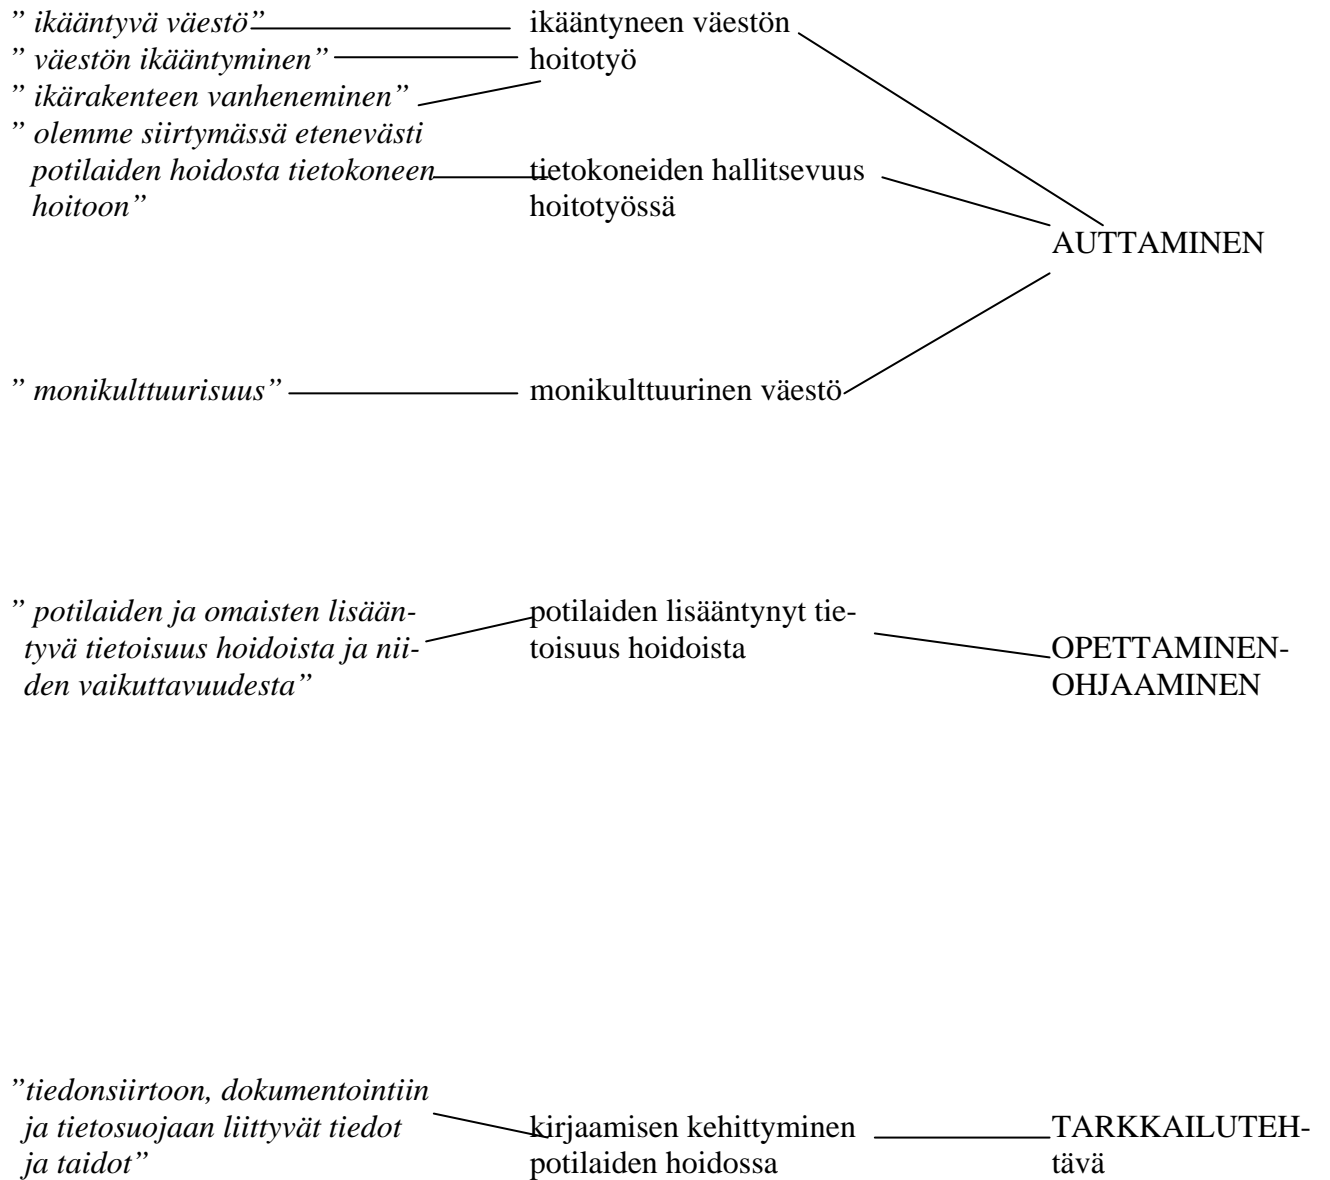 ” ikääntyvä väestö” ikääntyneen väestön
” väestön ikääntyminen” hoitotyö
” ikärakenteen vanheneminen”
” olemme siirtymässä etenevästi
potilaiden hoidosta tietokoneen tietokoneiden hallitsevuus
hoitoon” hoitotyössä
AUTTAMINEN
” monikulttuurisuus” monikulttuurinen väestö
” potilaiden ja omaisten lisään- potilaiden lisääntynyt tie-
tyvä tietoisuus hoidoista ja nii- toisuus hoidoista OPETTAMINEN-
den vaikuttavuudesta” OHJAAMINEN
”tiedonsiirtoon, dokumentointiin
ja tietosuojaan liittyvät tiedot kirjaamisen kehittyminen TARKKAILUTEH-
ja taidot” potilaiden hoidossa tävä